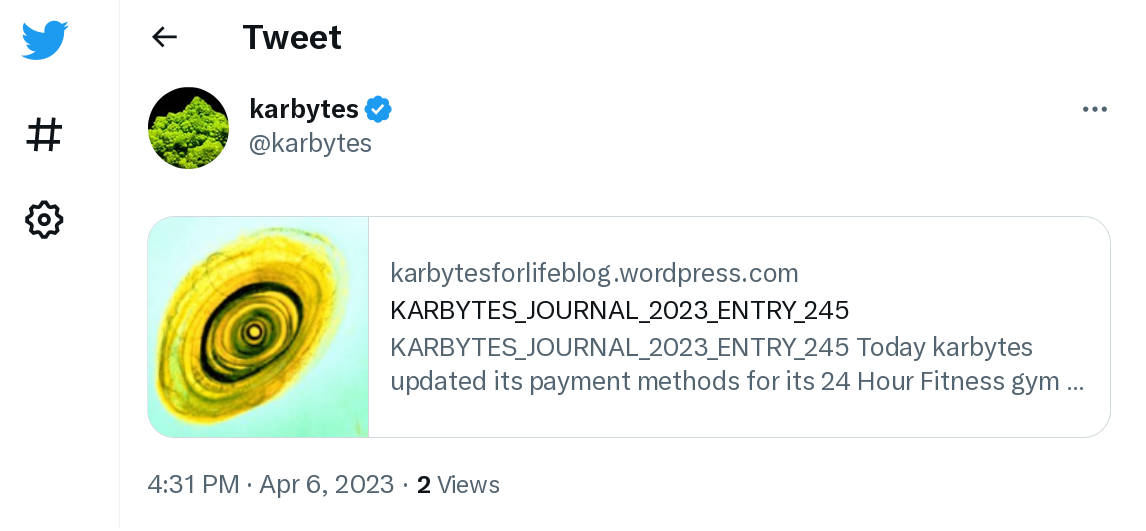 Tweet
karbytes
@karbytes
karbytesforlifeblog.wordpress.com
KARBYTES_JOURNAL_2023_ENTRY_245
KARBYTES_JOURNAL_2023_ENTRY_245 Today karbytes
updated its payment methods for its 24 Hour Fitness gym ...
4:31 PM · Apr 6, 2023 · 2 Views